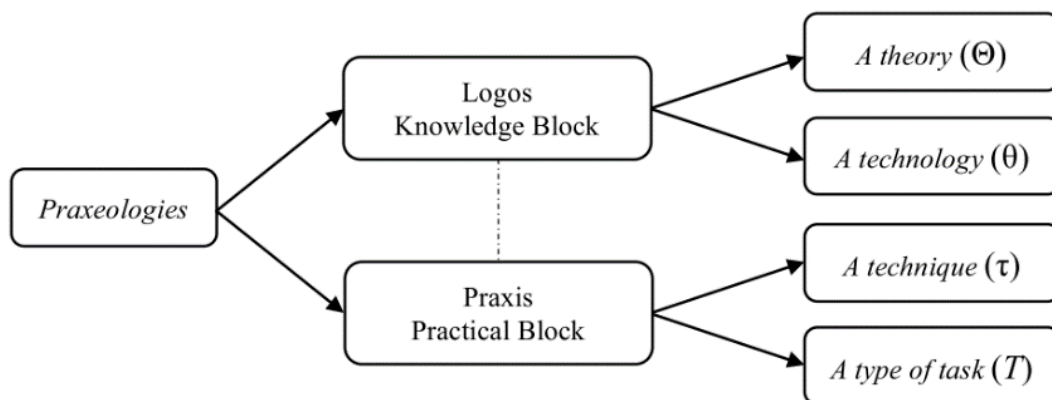 Praxeologies
Logos
Knowledge Block
Praxis
Practical Block
A theory (Θ)
A technology (θ)
A technique (τ)
A type of task (T)